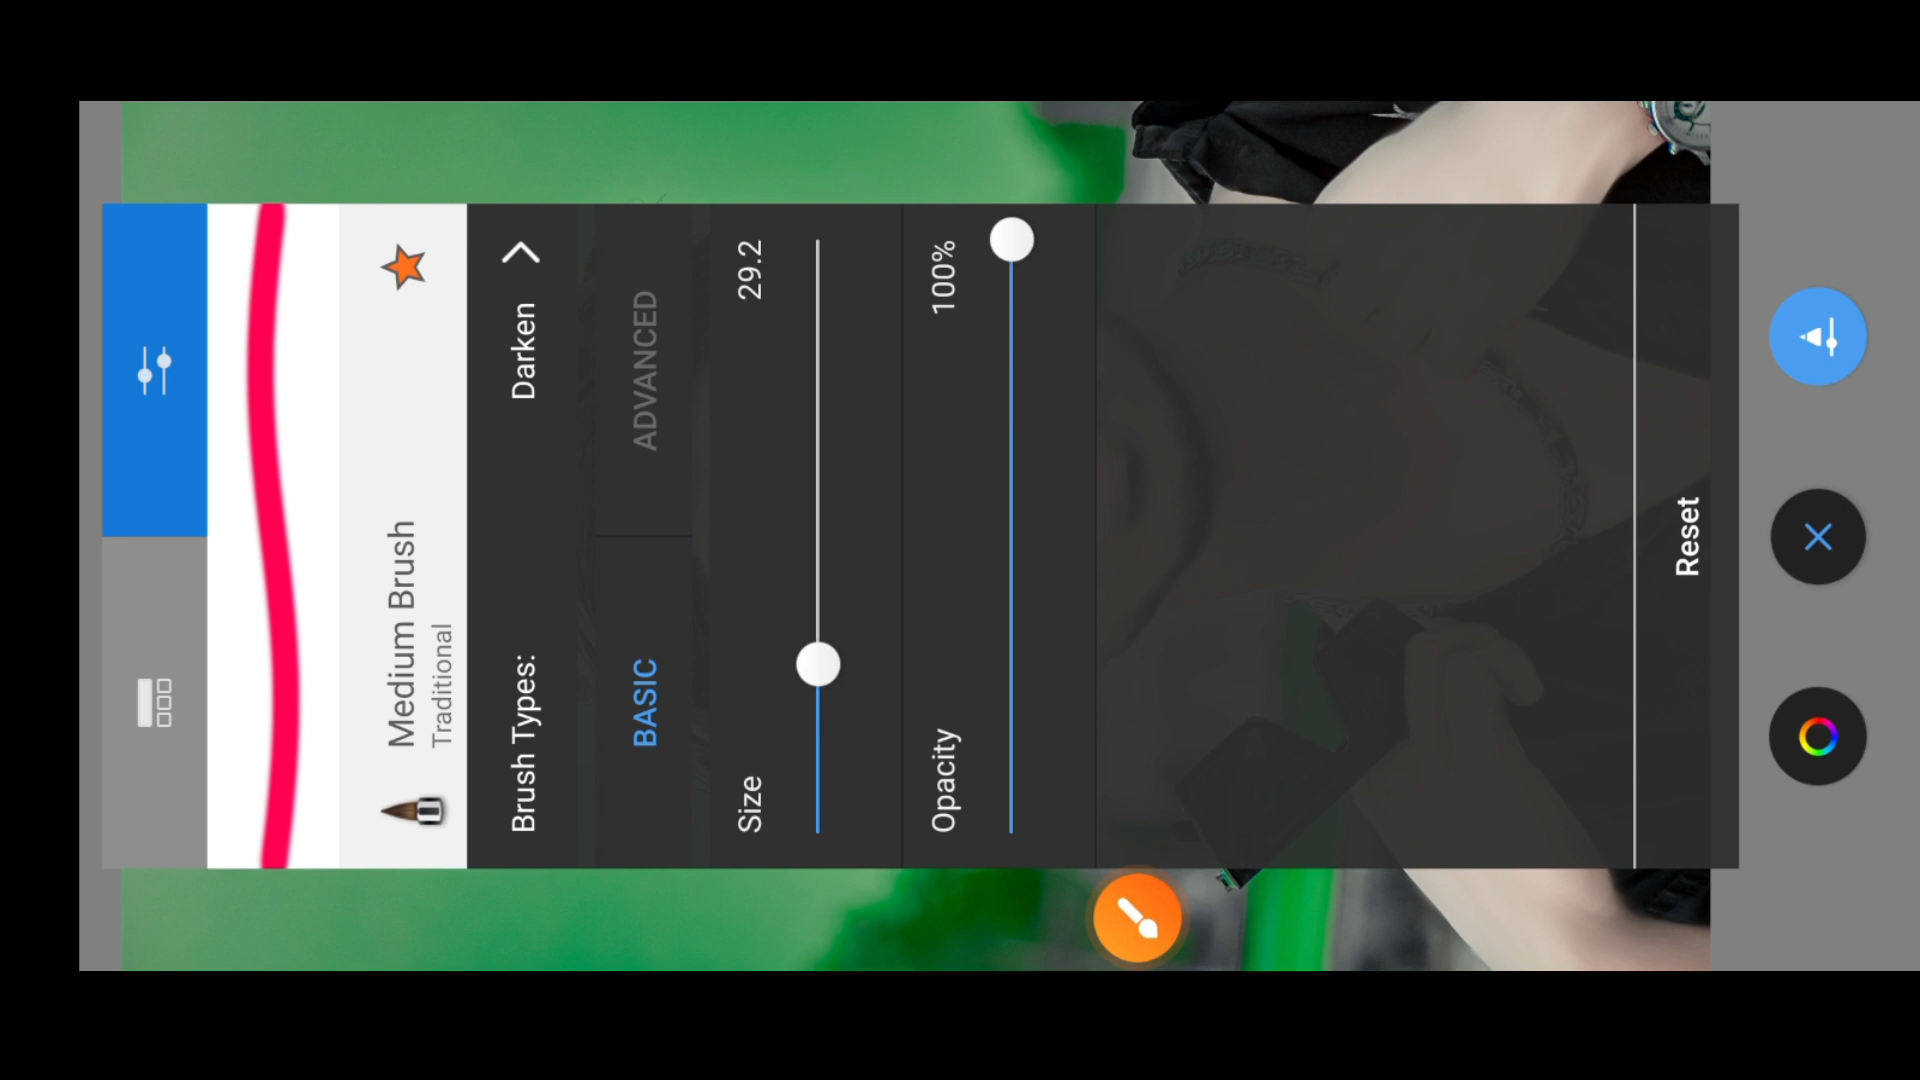 Medium Brush
Traditional
Brush Types:
Darken
BASIC
ADVANCED
Size
29.2
Opacity
100%
Reset